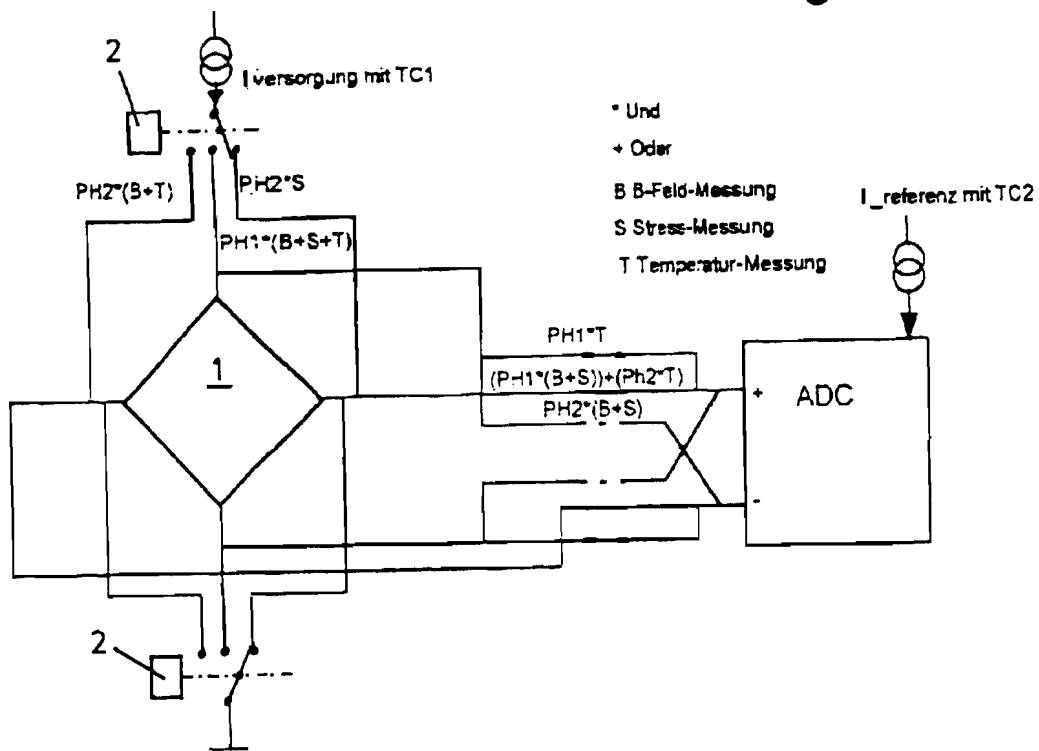 2
I versorgung mit TC1
* Und
+ Oder
B B-Feld-Messung
S Stress-Messung
T Temperatur-Messung
I_referenz mit TC2
PH2*(B+T)
PH2*S
PH1*(B+S+T)
1
PH1*T
(PH1*(B+S))+(Ph2*T)
PH2*(B+S)
+
ADC
-
2